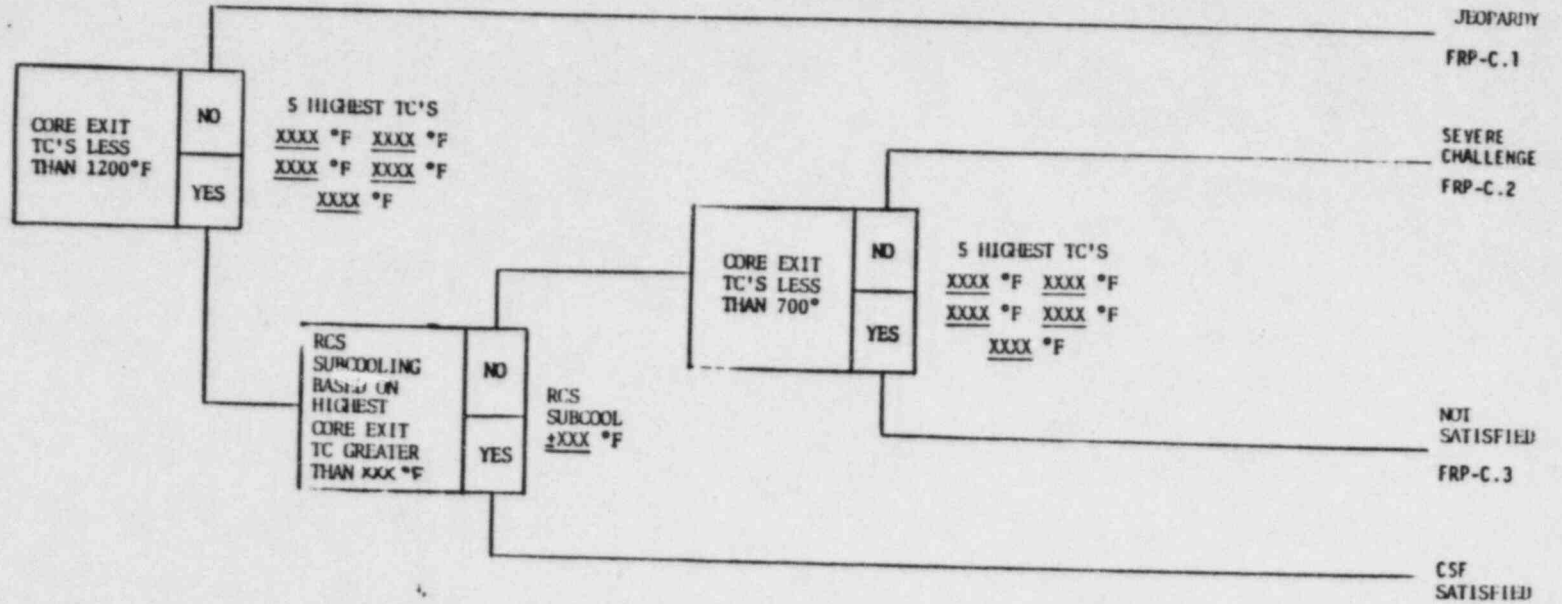 JEOPARDY
FRP-C.1
CORE EXIT
TC'S LESS
THAN 1200°F
NO
YES
5 HIGHEST TC'S
XXXX °F XXXX °F
XXXX °F XXXX °F
XXXX °F
SEVERE
CHALLENGE
FRP-C.2
CORE EXIT
TC'S LESS
THAN 700°
NO
YES
5 HIGHEST TC'S
XXXX °F XXXX °F
XXXX °F XXXX °F
XXXX °F
RCS
SUBCOOLING
BASED ON
HIGHEST
CORE EXIT
TC GREATER
THAN XXX °F
NO
YES
RCS
SUBCOOL
±XXX °F
NOT
SATISFIED
FRP-C.3
CSF
SATISFIED